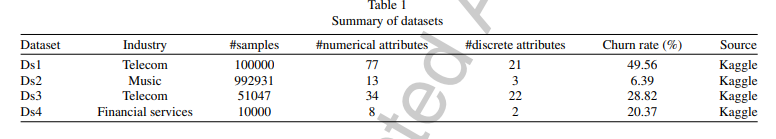 Table 1
Summary of datasets
Dataset Industry #samples #numerical attributes #discrete attributes Churn rate (%) Source
Ds1 Telecom 100000 77 21 49.56 Kaggle
Ds2 Music 992931 13 3 6.39 Kaggle
Ds3 Telecom 51047 34 22 28.82 Kaggle
Ds4 Financial services 10000 8 2 20.37 Kaggle